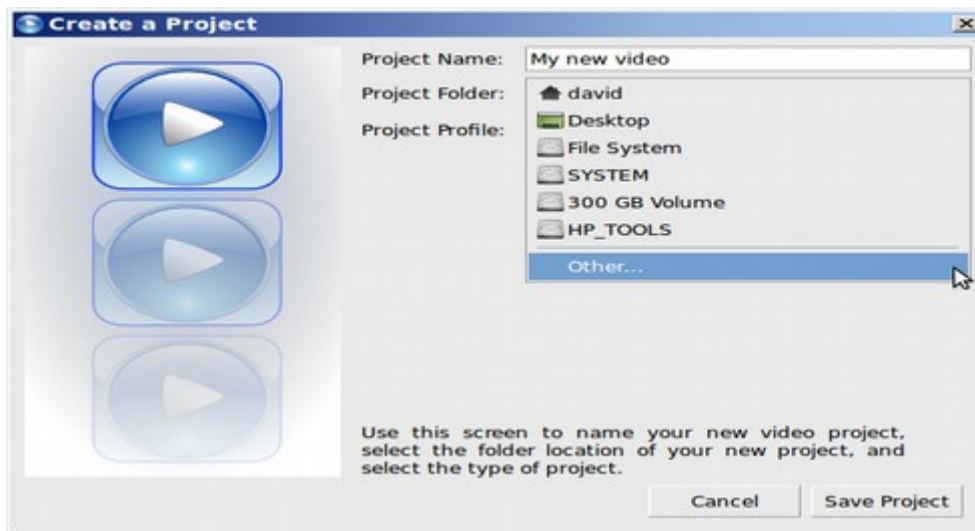 Create a Project
Project Name: My new video
Project Folder: david
Desktop
Project Profile:
File System
SYSTEM
300 GB Volume
HP_TOOLS
Other...
Use this screen to name your new video project,
select the folder location of your new project, and
select the type of project.
Cancel Save Project